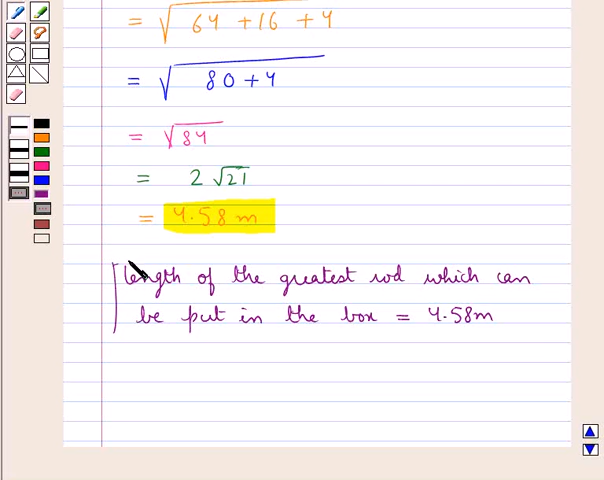 = √64 + 16 + 4
= √80 + 4
= √84
= 2 √21
= 4.58 m
length of the greatest rod which can
be put in the box = 4.58m